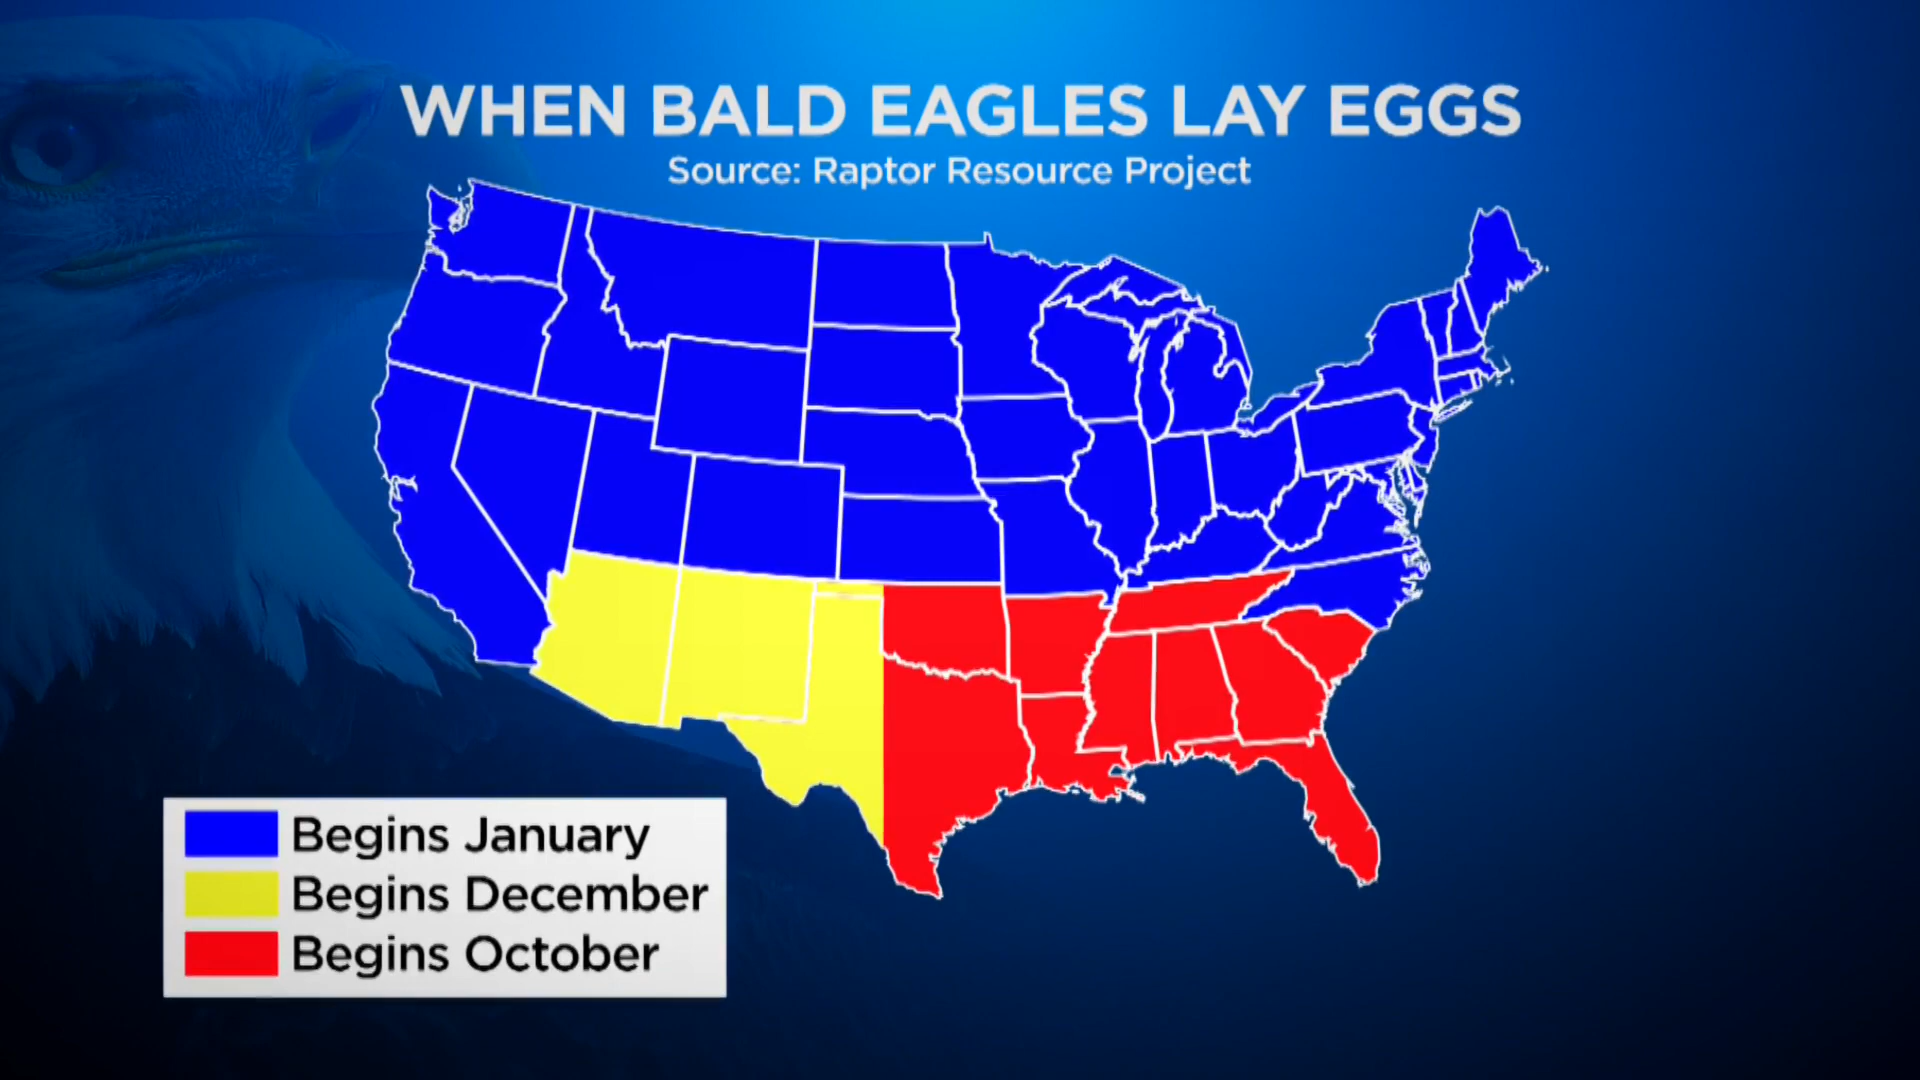 WHEN BALD EAGLES LAY EGGS
Source: Raptor Resource Project
Begins January
Begins December
Begins October